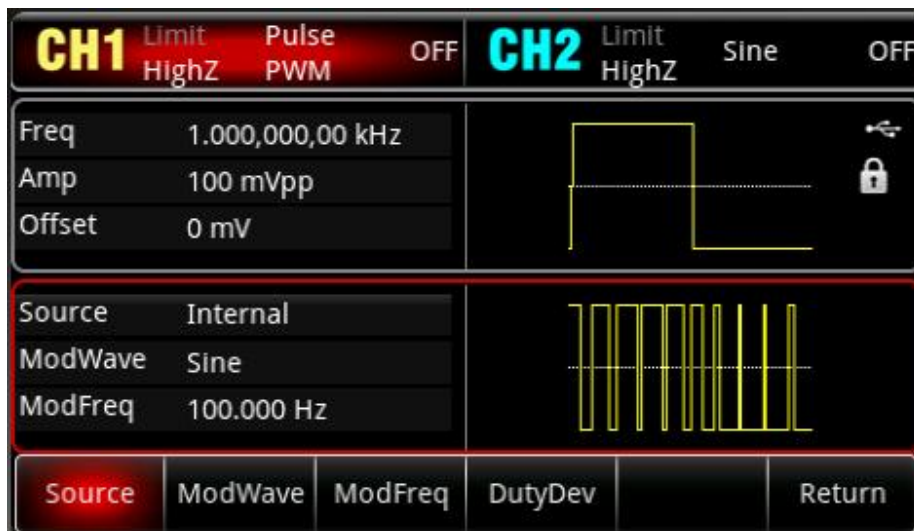 CH1 Limit Pulse OFF CH2 Limit Sine OFF
HighZ PWM HighZ
Freq 1.000,000,00 kHz
Amp 100 mVpp
Offset 0 mV
Source Internal
ModWave Sine
ModFreq 100.000 Hz
Source ModWave ModFreq DutyDev Return